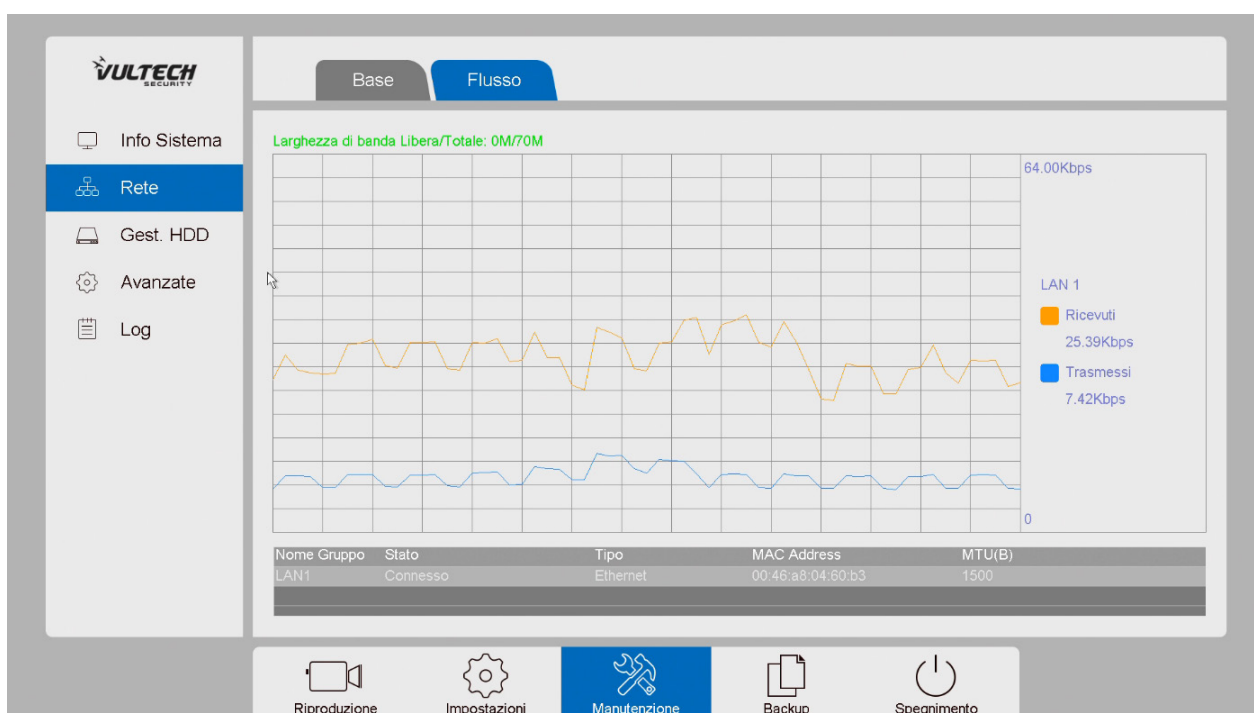 VULTECH
SECURITY
Base
Flusso
Info Sistema
Rete
Gest. HDD
Avanzate
Log
Larghezza di banda Libera/Totale: 0M/70M
64.00Kbps
LAN 1
Ricevuti
25.39Kbps
Trasmessi
7.42Kbps
0
Nome Gruppo Stato Tipo MAC Address MTU(B)
LAN1 Connesso Ethernet 00:46:a8:04:60:b3 1500
Riproduzione Impostazioni Manutenzione Backup Spegnimento